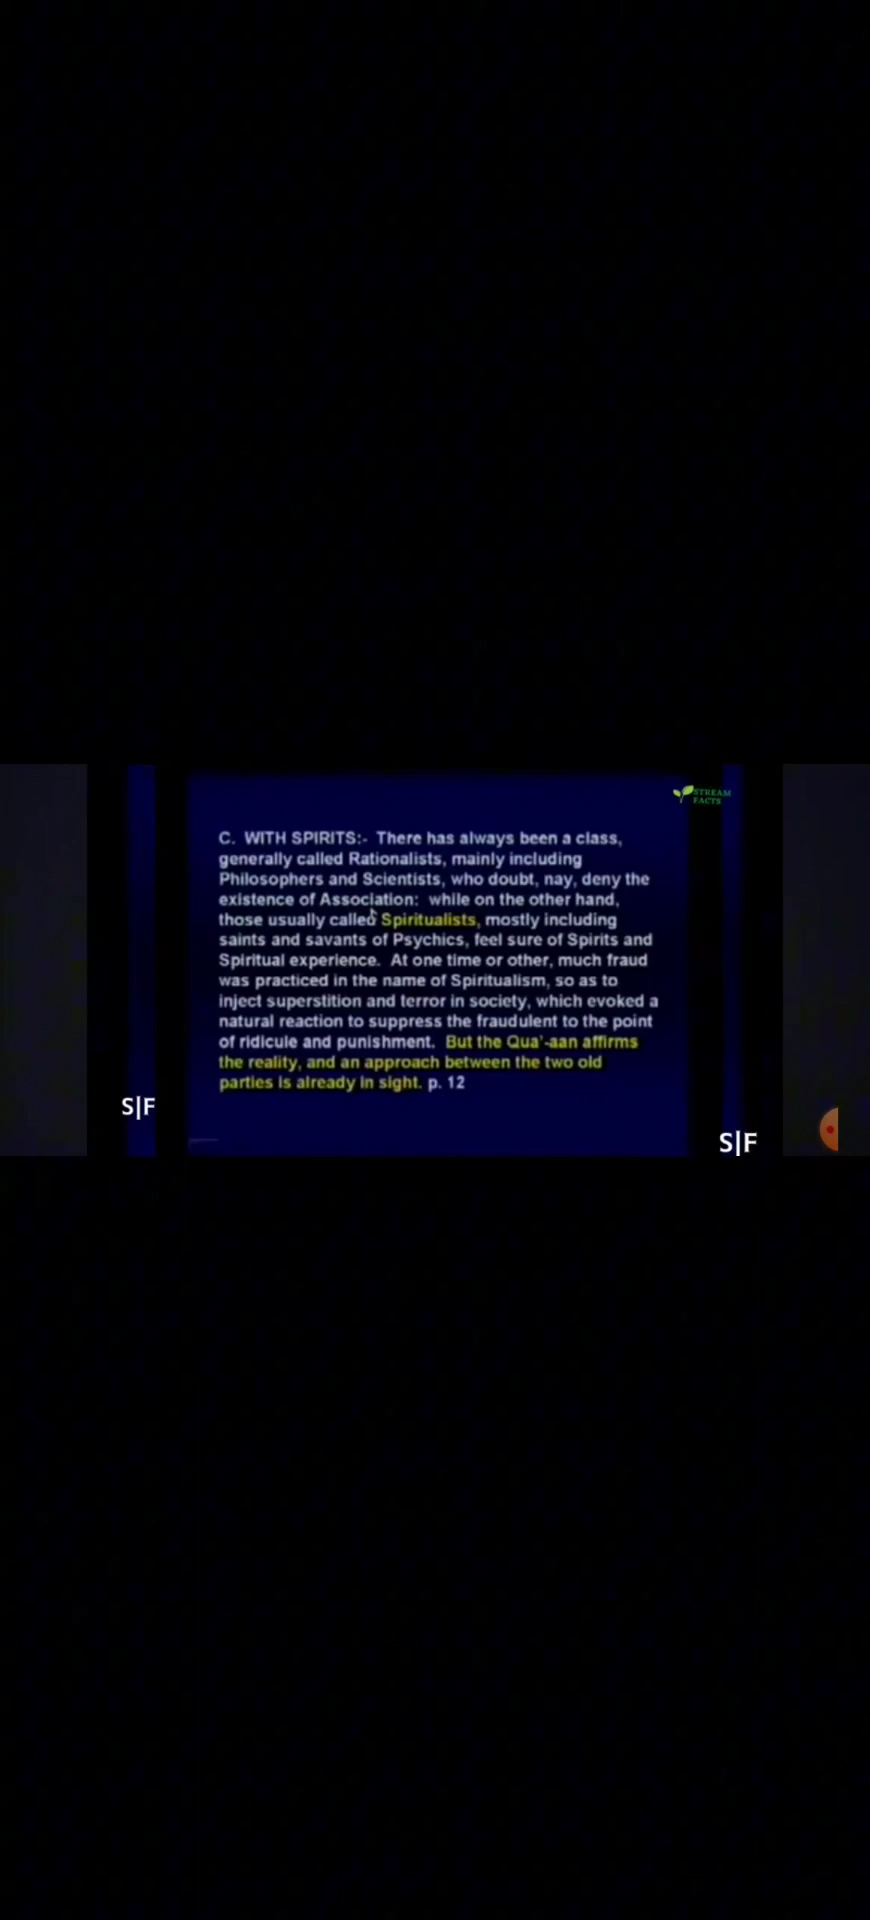 STREAM
FACTS
C. WITH SPIRITS:- There has always been a class,
generally called Rationalists, mainly including
Philosophers and Scientists, who doubt, nay, deny the
existence of Association: while on the other hand,
those usually called Spiritualists, mostly including
saints and savants of Psychics, feel sure of Spirits and
Spiritual experience. At one time or other, much fraud
was practiced in the name of Spiritualism, so as to
inject superstition and terror in society, which evoked a
natural reaction to suppress the fraudulent to the point
of ridicule and punishment. But the Qua'-aan affirms
the reality, and an approach between the two old
parties is already in sight. p. 12
S|F
S|F